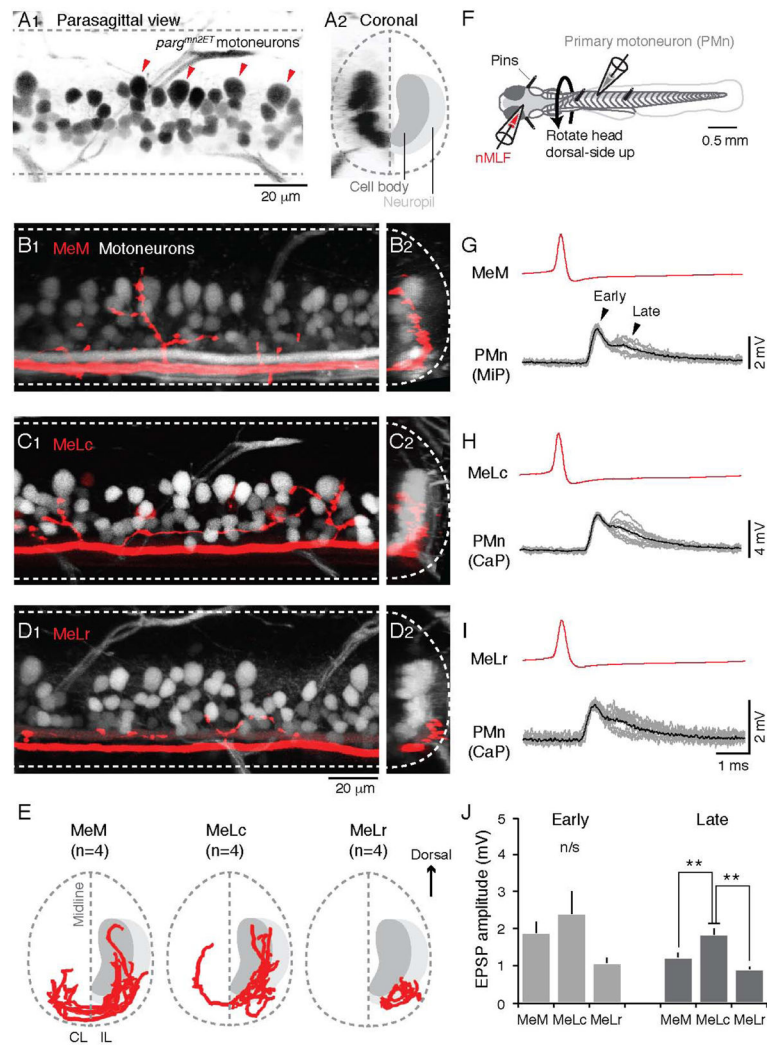 A1 Parasagittal view
parg^mn2ET motoneurons
20 µm
A2 Coronal
Cell body
Neuropil
F
Primary motoneuron (PMn)
Pins
nMLF
Rotate head
dorsal-side up
0.5 mm
B1 MeM Motoneurons
B2
G
MeM
Early
Late
PMn
(MiP)
2 mV
C1 MeLc
C2
H
MeLc
PMn
(CaP)
4 mV
D1 MeLr
D2
20 µm
I
MeLr
PMn
(CaP)
2 mV
1 ms
E
MeM
(n=4)
MeLc
(n=4)
MeLr
(n=4)
Dorsal
Midline
CL IL
J
Early
Late
n/s
** **
EPSP amplitude (mV)
5
4
3
2
1
0
MeM MeLc MeLr
MeM MeLc MeLr